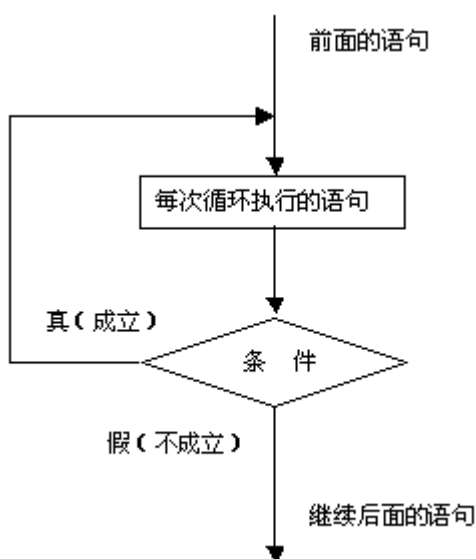 前面的语句
每次循环执行的语句
真(成立)
条 件
假(不成立)
继续后面的语句